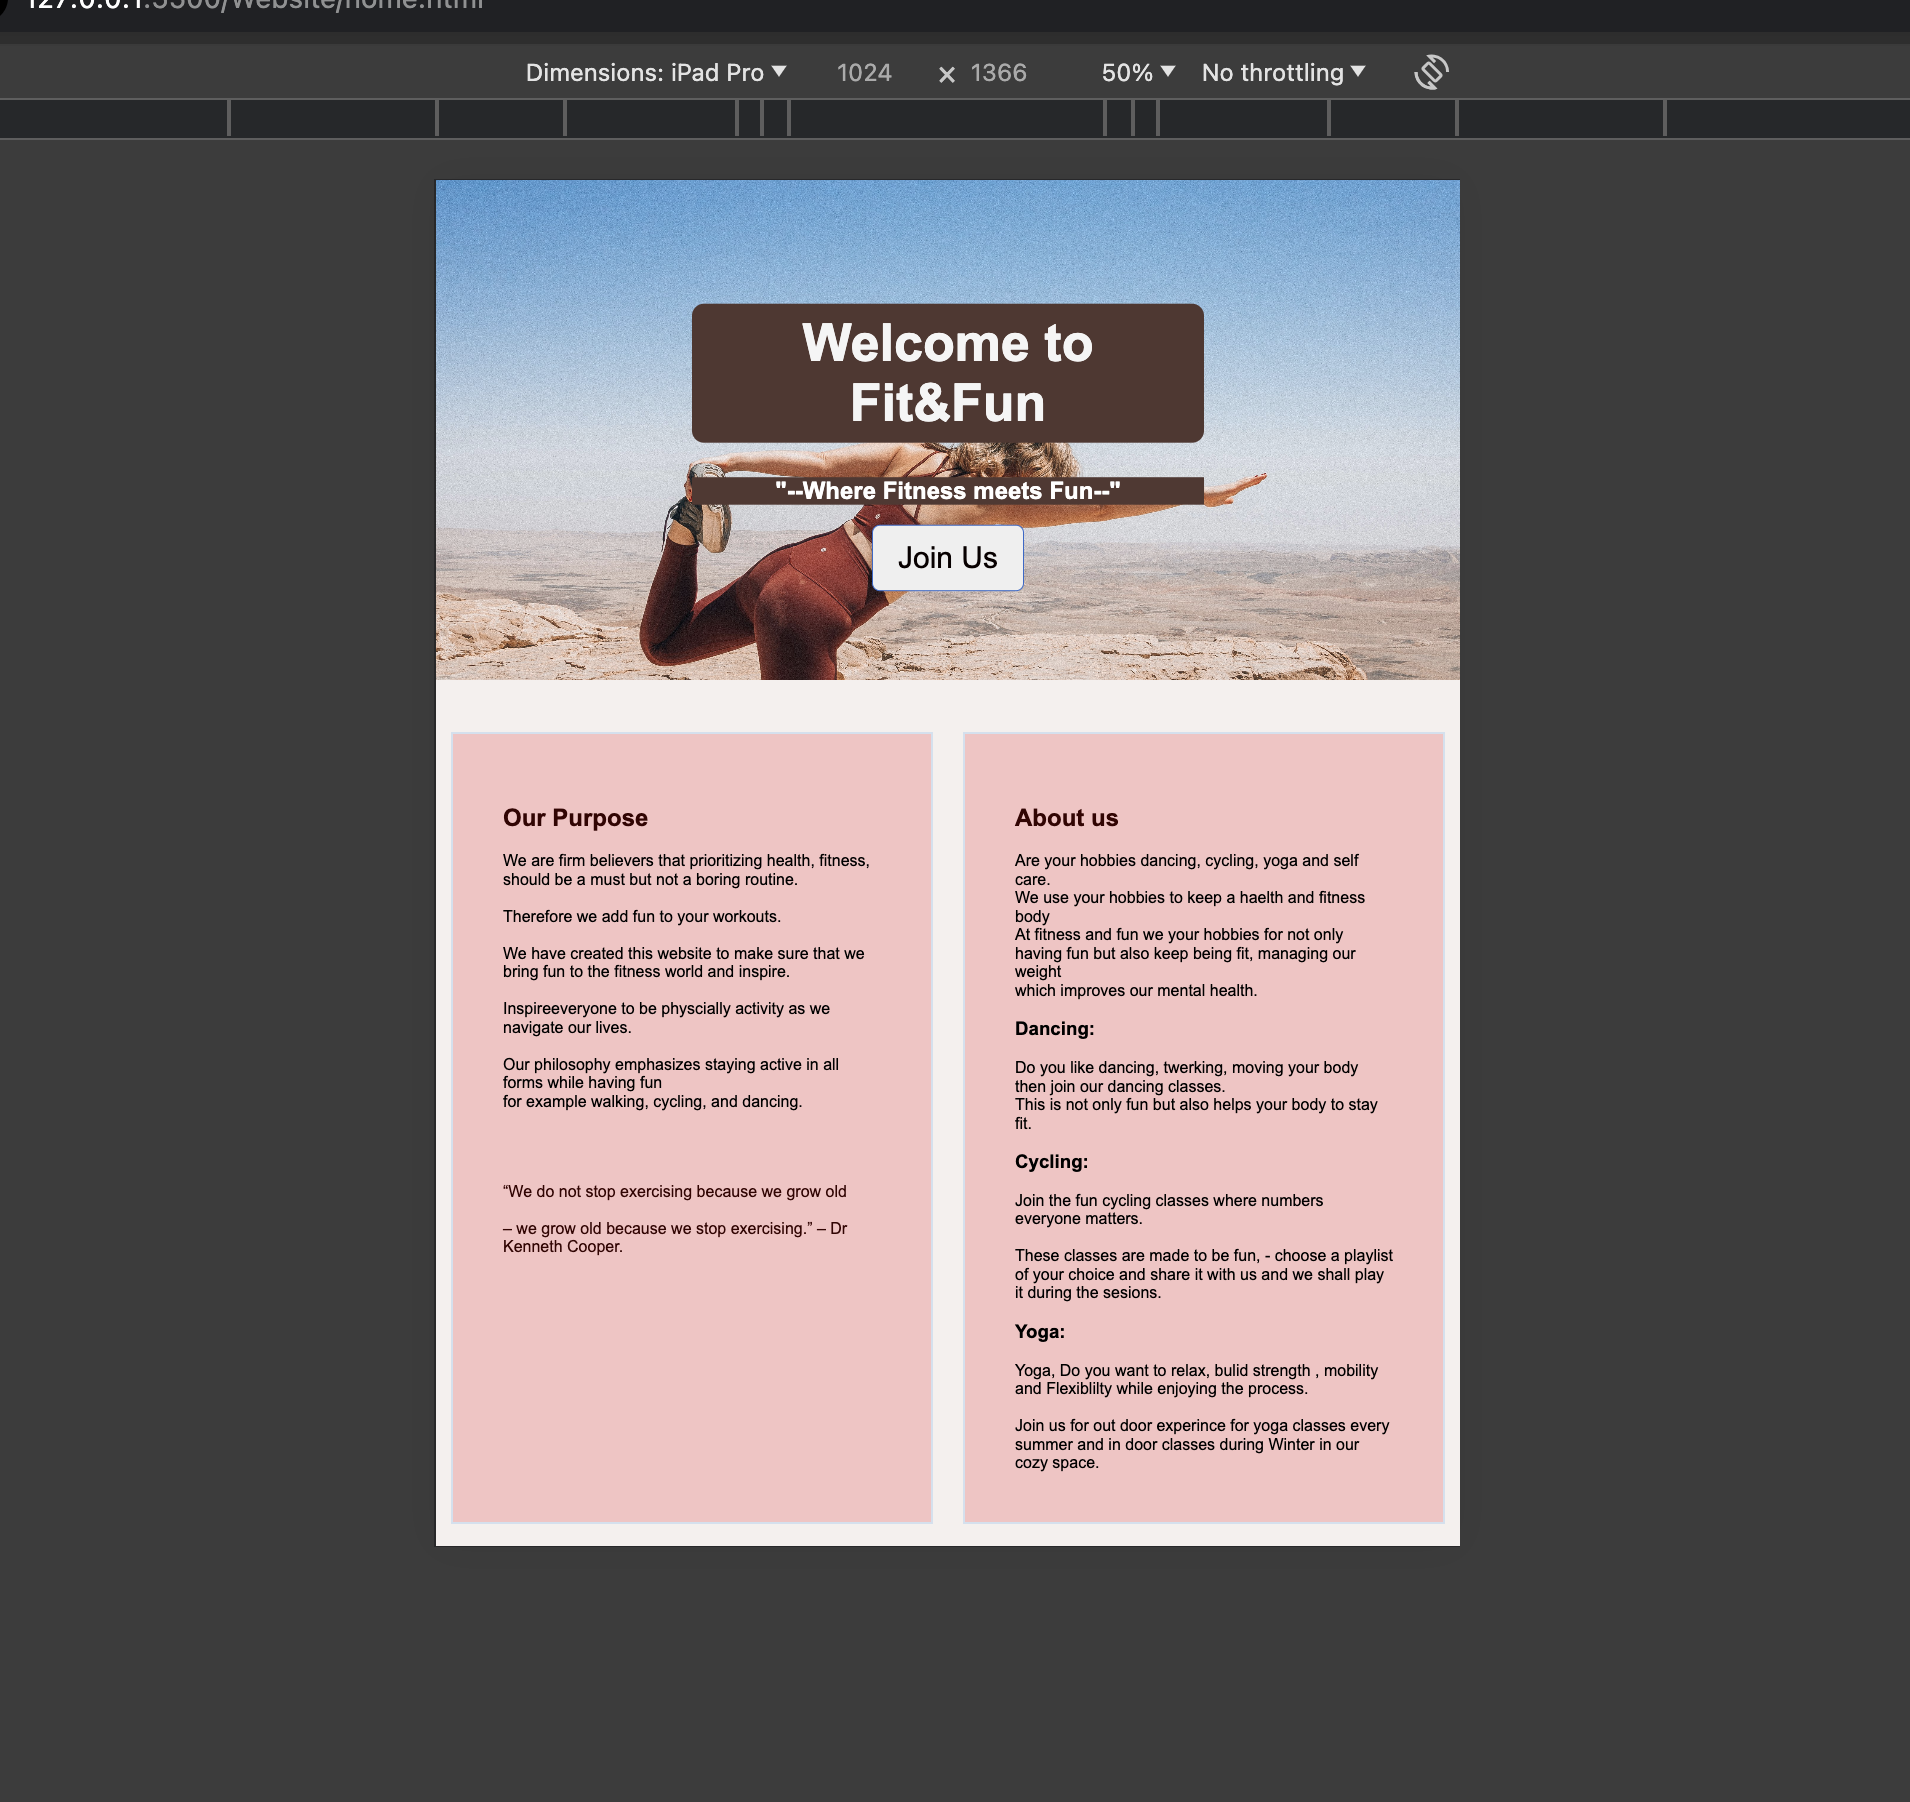 127.0.0.1:5500/Website/home.html
Dimensions: iPad Pro 1024 × 1366 50% No throttling
Welcome to
Fit&Fun
"--Where Fitness meets Fun--"
Join Us
Our Purpose
We are firm believers that prioritizing health, fitness,
should be a must but not a boring routine.
Therefore we add fun to your workouts.
We have created this website to make sure that we
bring fun to the fitness world and inspire.
Inspireeveryone to be physcially activity as we
navigate our lives.
Our philosophy emphasizes staying active in all
forms while having fun
for example walking, cycling, and dancing.
“We do not stop exercising because we grow old
– we grow old because we stop exercising.” – Dr
Kenneth Cooper.
About us
Are your hobbies dancing, cycling, yoga and self
care.
We use your hobbies to keep a haelth and fitness
body
At fitness and fun we your hobbies for not only
having fun but also keep being fit, managing our
weight
which improves our mental health.
Dancing:
Do you like dancing, twerking, moving your body
then join our dancing classes.
This is not only fun but also helps your body to stay
fit.
Cycling:
Join the fun cycling classes where numbers
everyone matters.
These classes are made to be fun, - choose a playlist
of your choice and share it with us and we shall play
it during the sesions.
Yoga:
Yoga, Do you want to relax, bulid strength , mobility
and Flexiblilty while enjoying the process.
Join us for out door experince for yoga classes every
summer and in door classes during Winter in our
cozy space.